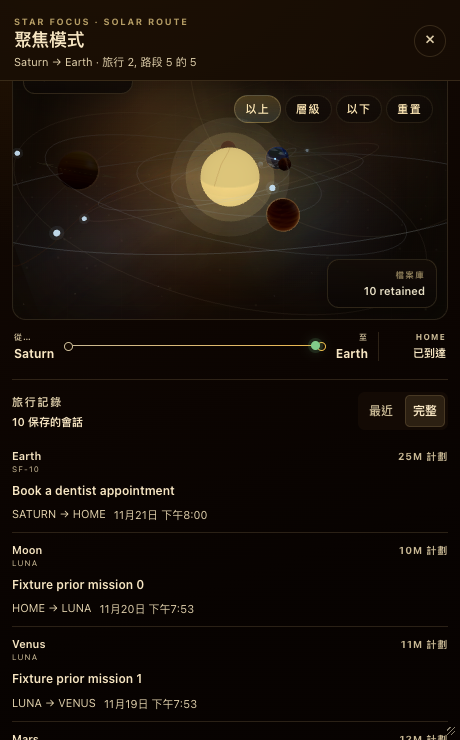 STAR FOCUS · SOLAR ROUTE
聚焦模式
Saturn → Earth · 旅行 2, 路段 5 的 5
以上
層級
以下
重置
檔案庫
10 retained
從...
Saturn
至
Earth
HOME
已到達
旅行記錄
10 保存的會話
最近
完整
Earth
25M 計劃
SF-10
Book a dentist appointment
SATURN → HOME 11月21日 下午8:00
Moon
10M 計劃
LUNA
Fixture prior mission 0
HOME → LUNA 11月20日 下午7:53
Venus
11M 計劃
LUNA
Fixture prior mission 1
LUNA → VENUS 11月19日 下午7:53
Mars
12M 計劃